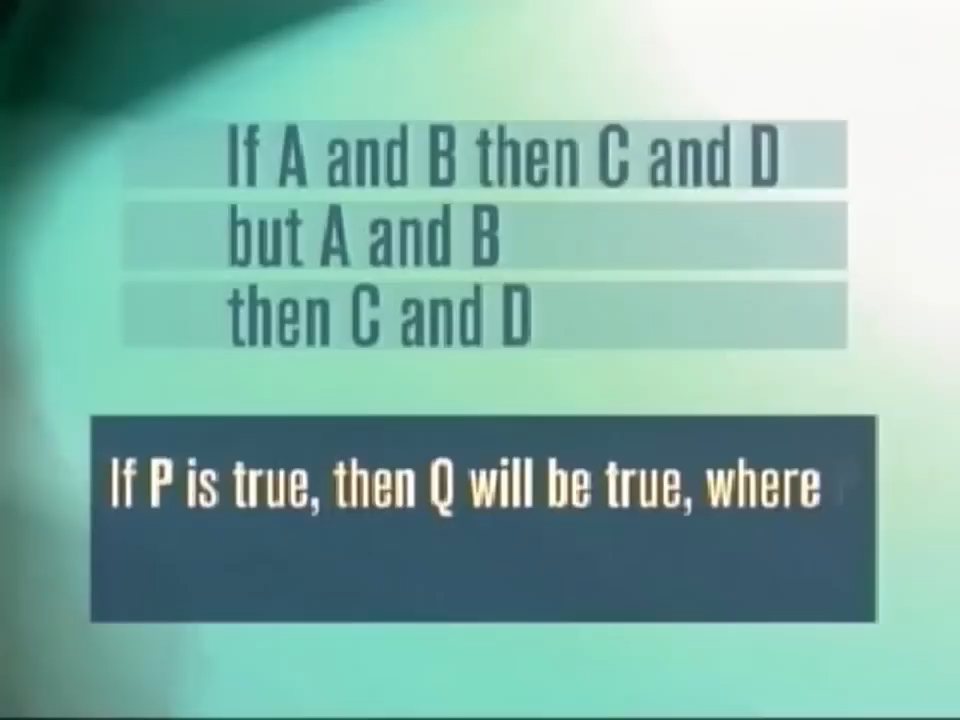 If A and B then C and D
but A and B
then C and D
If P is true, then Q will be true, where